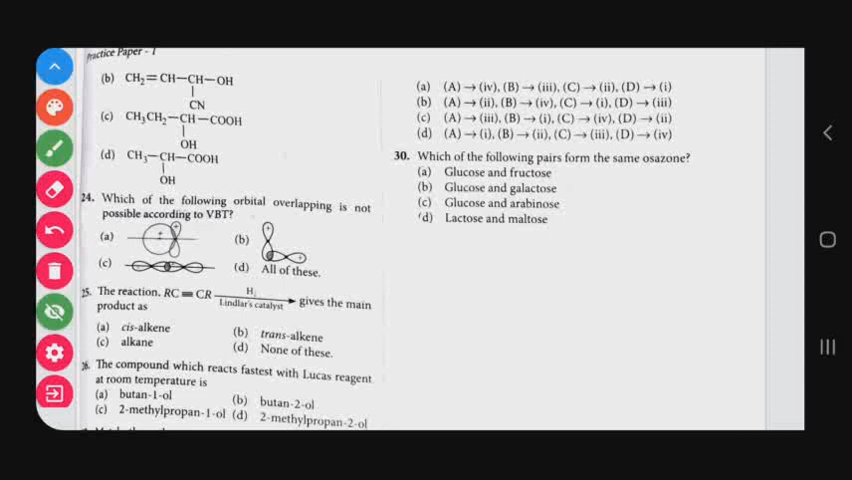 Practice Paper - 1
(b) CH₂=CH–CH–OH
CN
(c) CH₃CH₂–CH–COOH
OH
(d) CH₃–CH–COOH
OH
24. Which of the following orbital overlapping is not
possible according to VBT?
(a)
(b)
(c)
(d) All of these.
25. The reaction, RC≡CR H₂ Lindlar's catalyst → gives the main
product as
(a) cis-alkene
(b) trans-alkene
(c) alkane
(d) None of these.
The compound which reacts fastest with Lucas reagent
at room temperature is
(a) butan-1-ol
(b) butan-2-ol
(c) 2-methylpropan-1-ol (d) 2-methylpropan-2-ol
(a) (A) → (iv), (B) → (iii), (C) → (ii), (D) → (i)
(b) (A) → (ii), (B) → (iv), (C) → (i), (D) → (iii)
(c) (A) → (iii), (B) → (i), (C) → (iv), (D) → (ii)
(d) (A) → (i), (B) → (ii), (C) → (iii), (D) → (iv)
30. Which of the following pairs form the same osazone?
(a) Glucose and fructose
(b) Glucose and galactose
(c) Glucose and arabinose
(d) Lactose and maltose